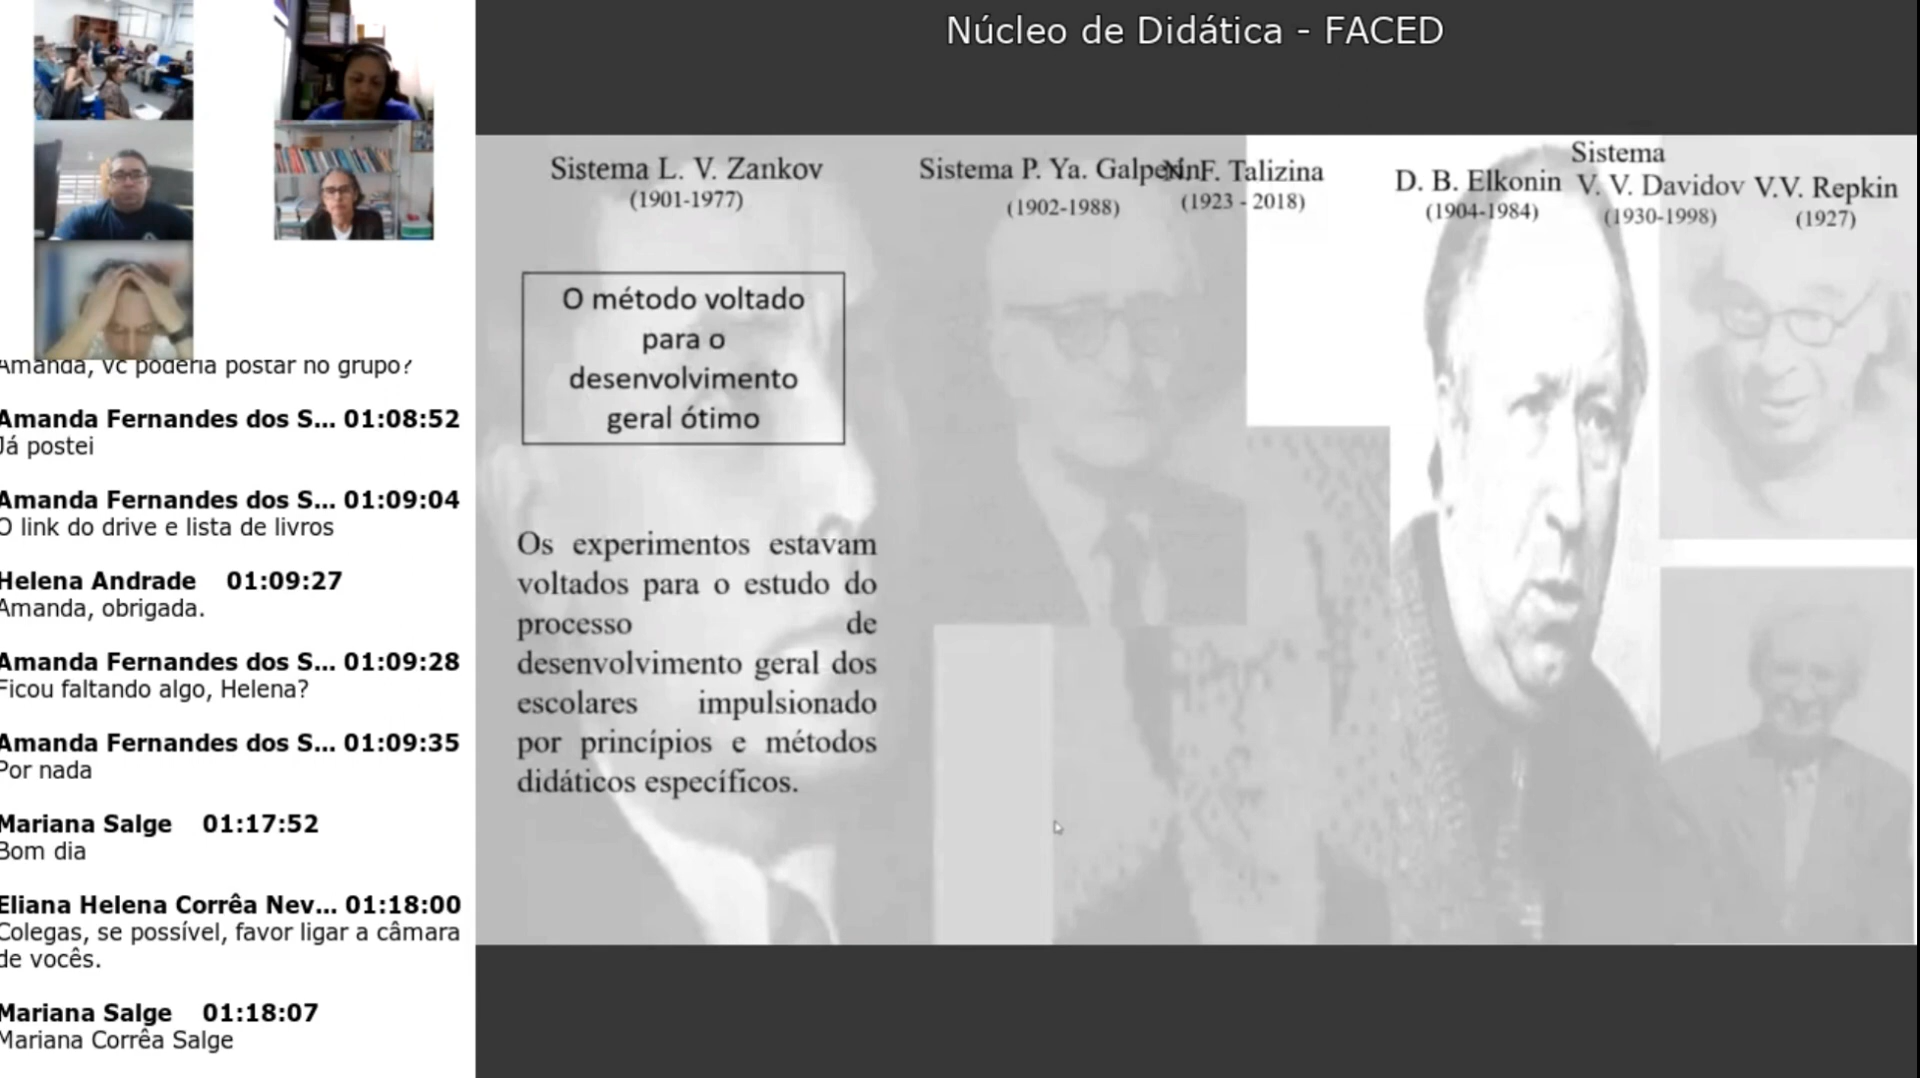 Núcleo de Didática - FACED
Amanda, vc poderia postar no grupo?
Amanda Fernandes dos S... 01:08:52
Já postei
Amanda Fernandes dos S... 01:09:04
O link do drive e lista de livros
Helena Andrade 01:09:27
Amanda, obrigada.
Amanda Fernandes dos S... 01:09:28
Ficou faltando algo, Helena?
Amanda Fernandes dos S... 01:09:35
Por nada
Mariana Salge 01:17:52
Bom dia
Eliana Helena Corrêa Nev... 01:18:00
Colegas, se possível, favor ligar a câmara
de vocês.
Mariana Salge 01:18:07
Mariana Corrêa Salge
Sistema L. V. Zankov
(1901-1977)
O método voltado
para o
desenvolvimento
geral ótimo
Os experimentos estavam
voltados para o estudo do
processo de
desenvolvimento geral dos
escolares impulsionado
por princípios e métodos
didáticos específicos.
Sistema P. Ya. Galperin
(1902-1988)
N.F. Talizina
(1923 - 2018)
D. B. Elkonin
(1904-1984)
Sistema
V. V. Davidov
(1930-1998)
V.V. Repkin
(1927)